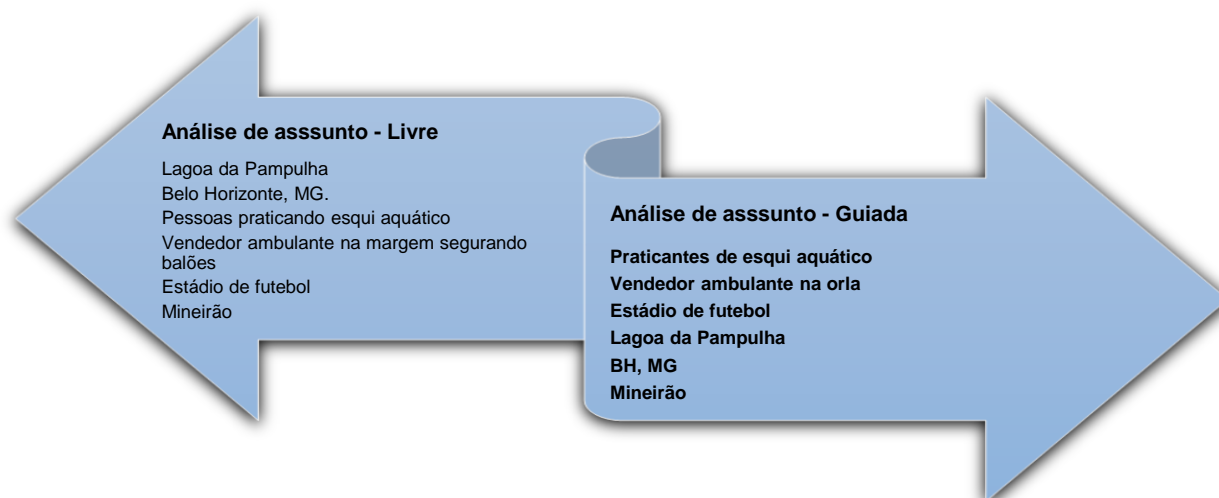 Análise de asssunto - Livre
Lagoa da Pampulha
Belo Horizonte, MG.
Pessoas praticando esqui aquático
Vendedor ambulante na margem segurando
balões
Estádio de futebol
Mineirão
Análise de asssunto - Guiada
Praticantes de esqui aquático
Vendedor ambulante na orla
Estádio de futebol
Lagoa da Pampulha
BH, MG
Mineirão